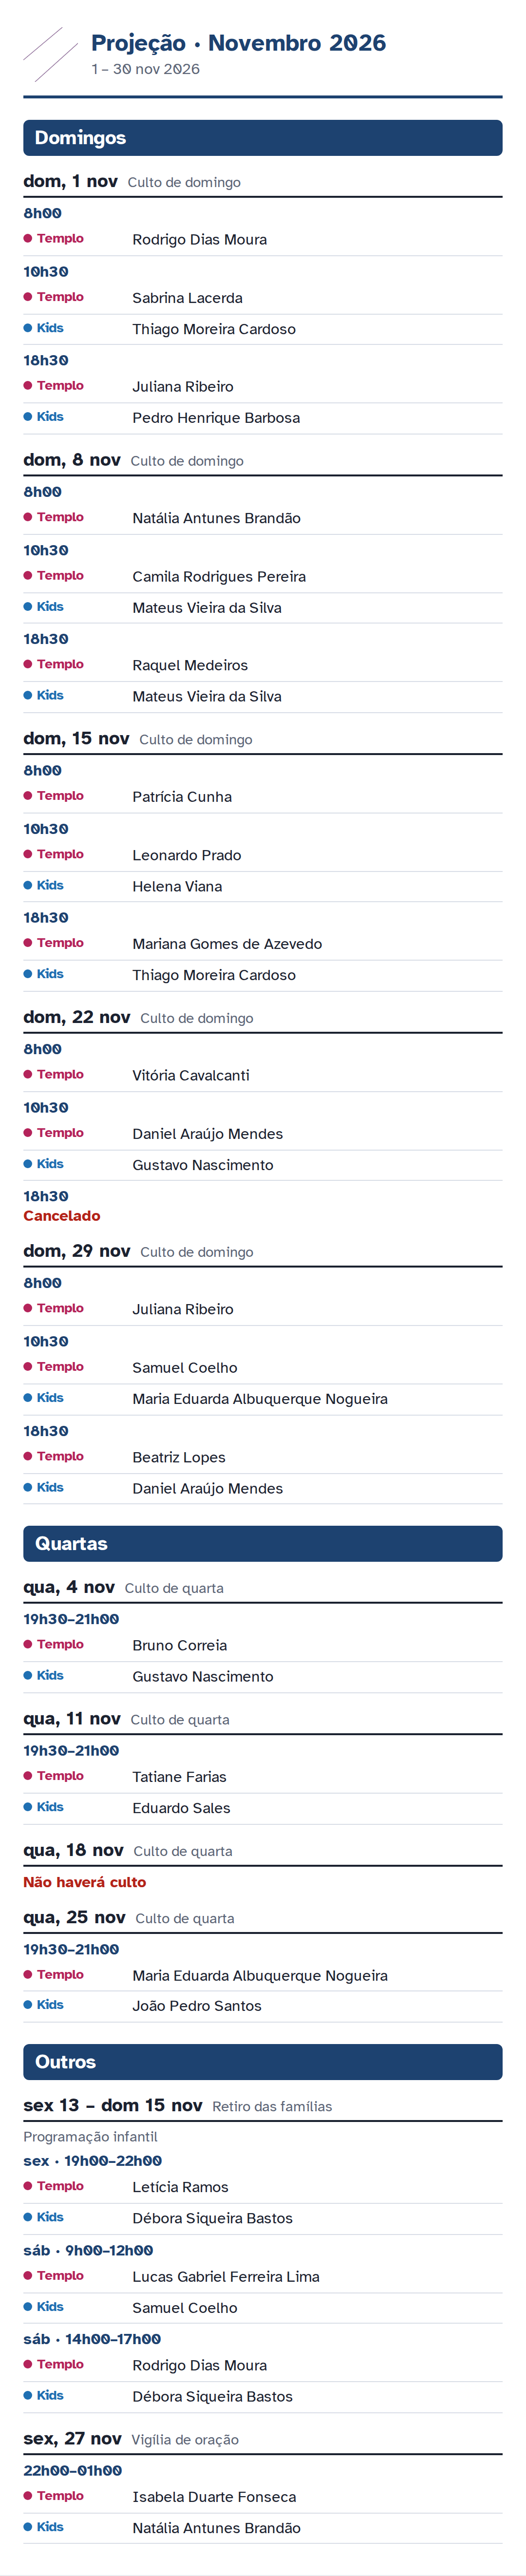 Projeção · Novembro 2026
1 – 30 nov 2026
Domingos
dom, 1 nov Culto de domingo
8h00
Templo Rodrigo Dias Moura
10h30
Templo Sabrina Lacerda
Kids Thiago Moreira Cardoso
18h30
Templo Juliana Ribeiro
Kids Pedro Henrique Barbosa
dom, 8 nov Culto de domingo
8h00
Templo Natália Antunes Brandão
10h30
Templo Camila Rodrigues Pereira
Kids Mateus Vieira da Silva
18h30
Templo Raquel Medeiros
Kids Mateus Vieira da Silva
dom, 15 nov Culto de domingo
8h00
Templo Patrícia Cunha
10h30
Templo Leonardo Prado
Kids Helena Viana
18h30
Templo Mariana Gomes de Azevedo
Kids Thiago Moreira Cardoso
dom, 22 nov Culto de domingo
8h00
Templo Vitória Cavalcanti
10h30
Templo Daniel Araújo Mendes
Kids Gustavo Nascimento
18h30
Cancelado
dom, 29 nov Culto de domingo
8h00
Templo Juliana Ribeiro
10h30
Templo Samuel Coelho
Kids Maria Eduarda Albuquerque Nogueira
18h30
Templo Beatriz Lopes
Kids Daniel Araújo Mendes
Quartas
qua, 4 nov Culto de quarta
19h30–21h00
Templo Bruno Correia
Kids Gustavo Nascimento
qua, 11 nov Culto de quarta
19h30–21h00
Templo Tatiane Farias
Kids Eduardo Sales
qua, 18 nov Culto de quarta
Não haverá culto
qua, 25 nov Culto de quarta
19h30–21h00
Templo Maria Eduarda Albuquerque Nogueira
Kids João Pedro Santos
Outros
sex 13 – dom 15 nov Retiro das famílias
Programação infantil
sex · 19h00–22h00
Templo Letícia Ramos
Kids Débora Siqueira Bastos
sáb · 9h00–12h00
Templo Lucas Gabriel Ferreira Lima
Kids Samuel Coelho
sáb · 14h00–17h00
Templo Rodrigo Dias Moura
Kids Débora Siqueira Bastos
sex, 27 nov Vigília de oração
22h00–01h00
Templo Isabela Duarte Fonseca
Kids Natália Antunes Brandão